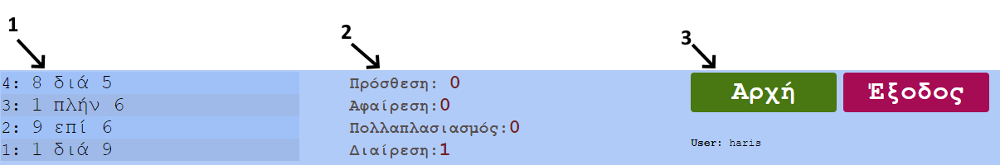 1
2
3
4: 8 διά 5
3: 1 πλήν 6
2: 9 επί 6
1: 1 διά 9
Πρόσθεση: 0
Αφαίρεση:0
Πολλαπλασιασμός:0
Διαίρεση:1
Αρχή
Έξοδος
User: haris